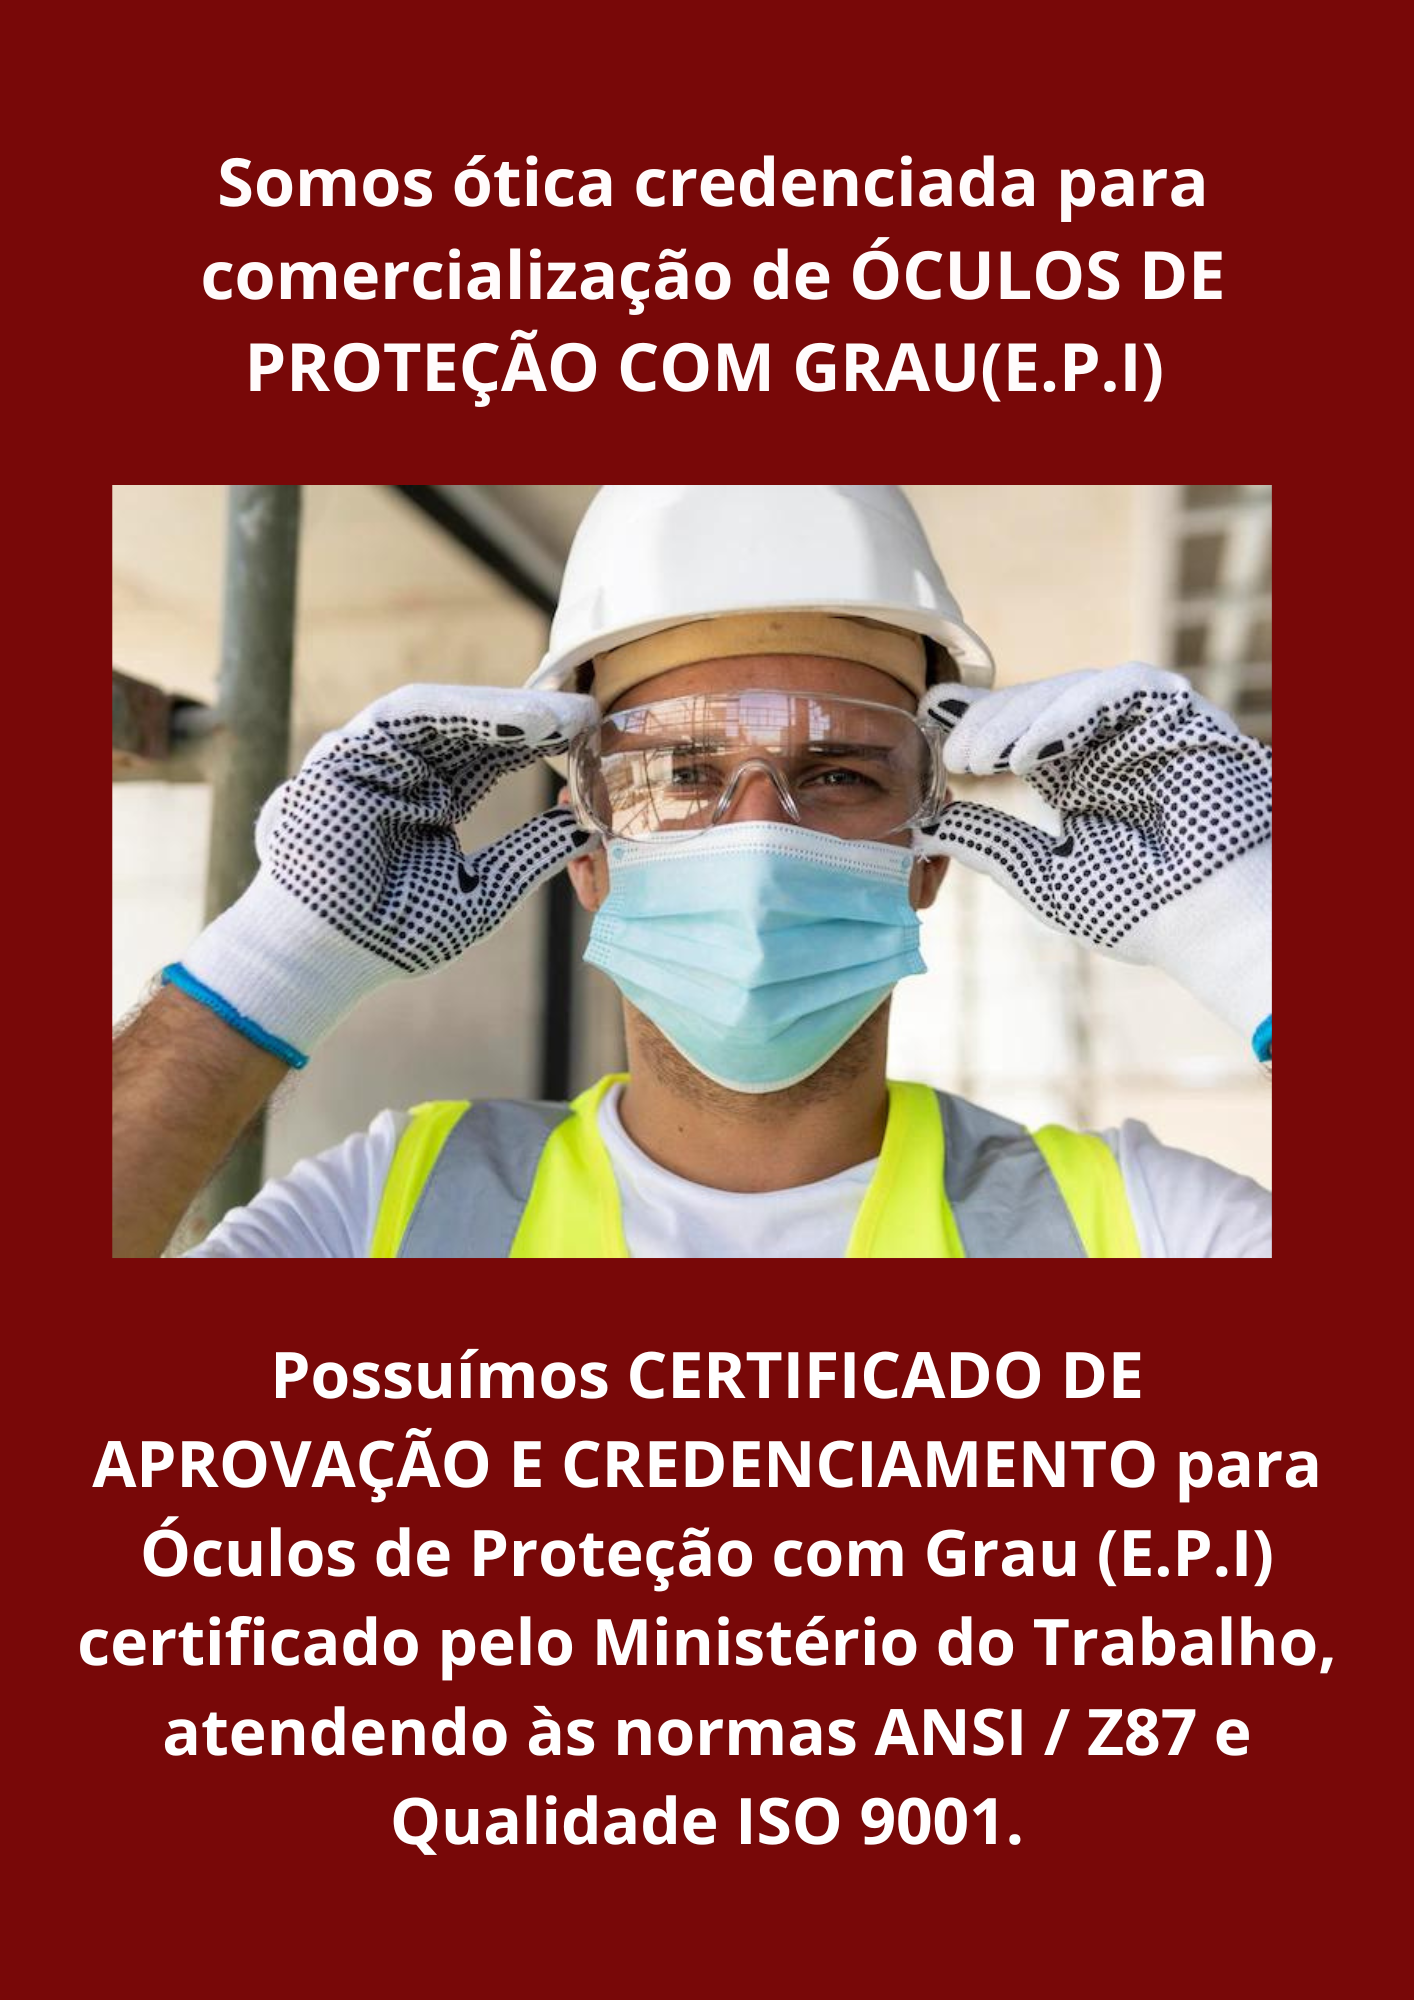 Somos ótica credenciada para
comercialização de ÓCULOS DE
PROTEÇÃO COM GRAU(E.P.I)
Possuímos CERTIFICADO DE
APROVAÇÃO E CREDENCIAMENTO para
Óculos de Proteção com Grau (E.P.I)
certificado pelo Ministério do Trabalho,
atendendo às normas ANSI / Z87 e
Qualidade ISO 9001.